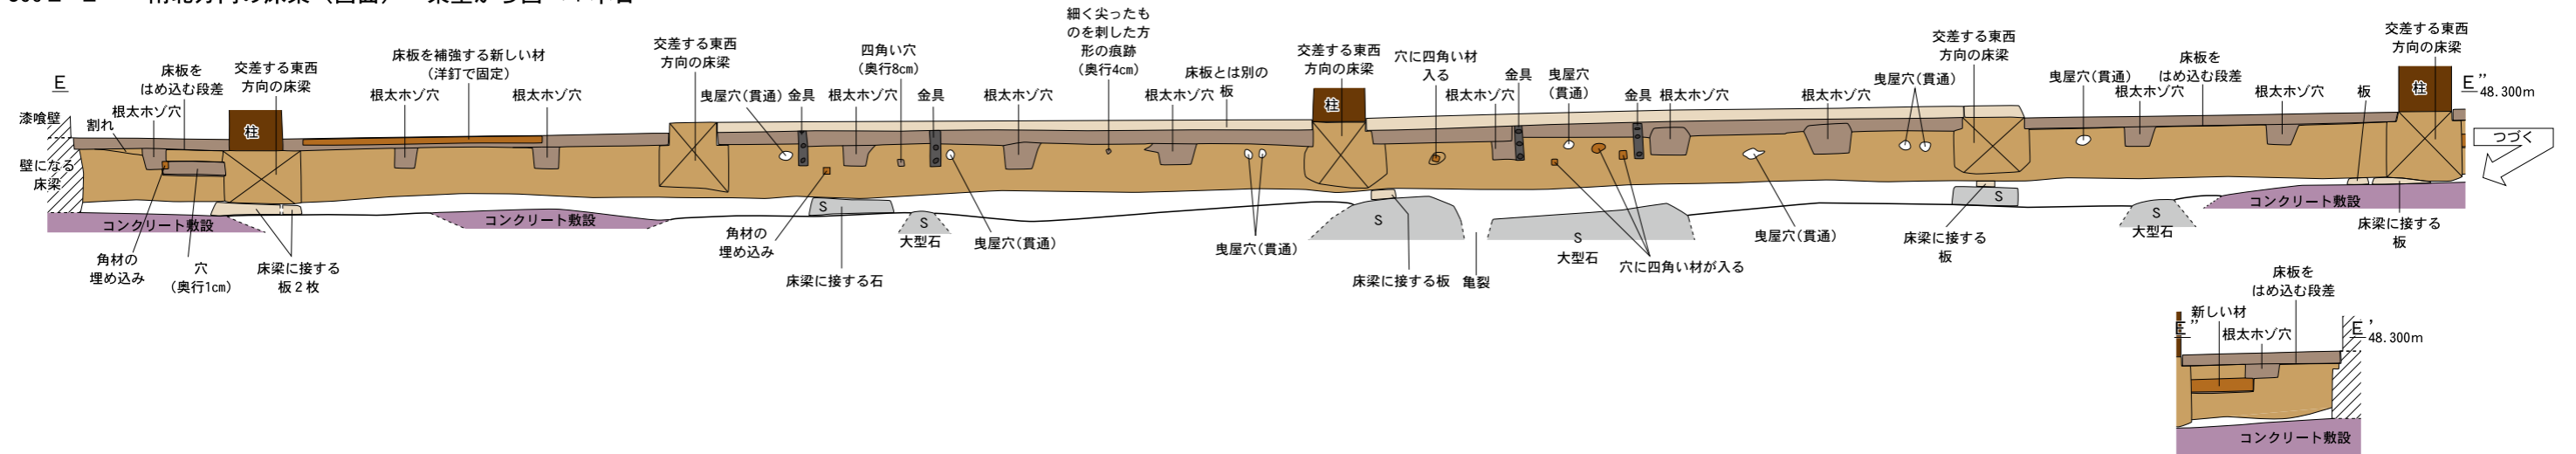 E
漆喰壁
割れ
根太ホゾ穴
床板を
はめ込む段差
交差する東西
方向の床梁
柱
床板を補強する新しい材
（洋釘で固定）
根太ホゾ穴
根太ホゾ穴
交差する東西
方向の床梁
曳屋穴(貫通)
金具
根太ホゾ穴
四角い穴
（奥行8cm）
金具
根太ホゾ穴
細く尖ったも
のを刺した方
形の痕跡
（奥行4cm）
根太ホゾ穴
床板とは別の
板
交差する東西
方向の床梁
柱
穴に四角い材
入る
根太ホゾ穴
金具
曳屋穴
（貫通）
金具
根太ホゾ穴
根太ホゾ穴
曳屋穴(貫通)
交差する東西
方向の床梁
曳屋穴(貫通)
根太ホゾ穴
床板を
はめ込む段差
根太ホゾ穴
板
交差する東西
方向の床梁
柱
E’’
48.300m
つづく
壁になる
床梁
コンクリート敷設
角材の
埋め込み
穴
（奥行1cm）
床梁に接する
板２枚
コンクリート敷設
角材の
埋め込み
S
床梁に接する石
S
大型石
曳屋穴(貫通)
曳屋穴(貫通)
S
床梁に接する板
亀裂
S
大型石
穴に四角い材が入る
曳屋穴(貫通)
床梁に接する
板
S
S
大型石
コンクリート敷設
床梁に接する
板
床板を
はめ込む段差
新しい材
根太ホゾ穴
E’’
E’
48.300m
コンクリート敷設